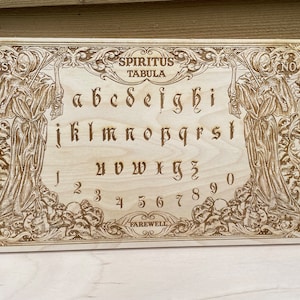 SPIRITUS
TABULA
NO
a b c d e f g h i
j k l m n o p q r s t
u v w x y z
1 2 3 4 5 6 7 8 9 0
FAREWELL